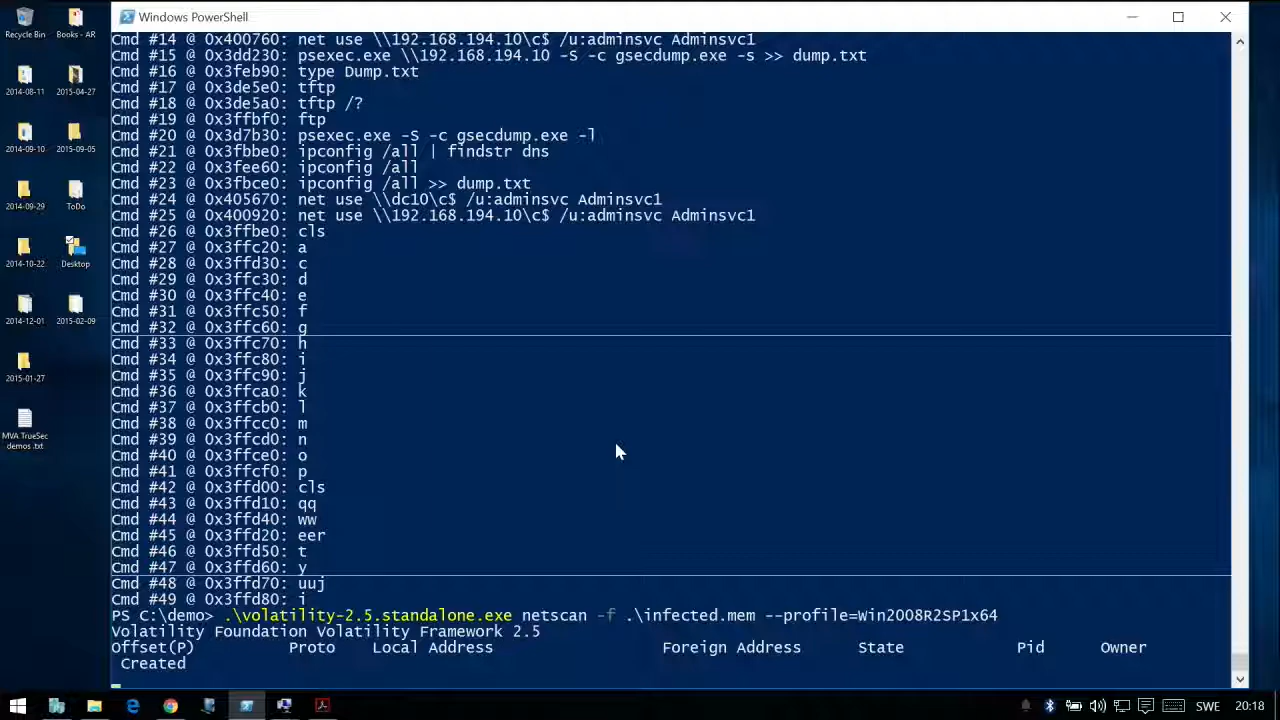 Windows PowerShell
Recycle Bin
Books - AR
2014-08-11
2015-04-27
2014-09-10
2015-09-05
2014-09-29
ToDo
2014-10-22
Desktop
2014-12-01
2015-02-09
2015-01-27
MVA TrueSec
demos .txt
Cmd #14 @ 0x400760: net use \\192.168.194.10\c$ /u:adminsvc Adminsvc1
Cmd #15 @ 0x3dd230: psexec.exe \\192.168.194.10 -S -c gsecdump.exe -s >> dump.txt
Cmd #16 @ 0x3feb90: type Dump.txt
Cmd #17 @ 0x3de5e0: tftp
Cmd #18 @ 0x3de5a0: tftp /?
Cmd #19 @ 0x3ffbf0: ftp
Cmd #20 @ 0x3d7b30: psexec.exe -S -c gsecdump.exe -l
Cmd #21 @ 0x3fbbe0: ipconfig /all | findstr dns
Cmd #22 @ 0x3fee60: ipconfig /all
Cmd #23 @ 0x3fbce0: ipconfig /all >> dump.txt
Cmd #24 @ 0x405670: net use \\dc10\c$ /u:adminsvc Adminsvc1
Cmd #25 @ 0x400920: net use \\192.168.194.10\c$ /u:adminsvc Adminsvc1
Cmd #26 @ 0x3ffbe0: cls
Cmd #27 @ 0x3ffc20: a
Cmd #28 @ 0x3ffd30: c
Cmd #29 @ 0x3ffc30: d
Cmd #30 @ 0x3ffc40: e
Cmd #31 @ 0x3ffc50: f
Cmd #32 @ 0x3ffc60: g
Cmd #33 @ 0x3ffc70: h
Cmd #34 @ 0x3ffc80: i
Cmd #35 @ 0x3ffc90: j
Cmd #36 @ 0x3ffca0: k
Cmd #37 @ 0x3ffcb0: l
Cmd #38 @ 0x3ffcc0: m
Cmd #39 @ 0x3ffcd0: n
Cmd #40 @ 0x3ffce0: o
Cmd #41 @ 0x3ffcf0: p
Cmd #42 @ 0x3ffd00: cls
Cmd #43 @ 0x3ffd10: qq
Cmd #44 @ 0x3ffd40: ww
Cmd #45 @ 0x3ffd20: eer
Cmd #46 @ 0x3ffd50: t
Cmd #47 @ 0x3ffd60: y
Cmd #48 @ 0x3ffd70: uuj
Cmd #49 @ 0x3ffd80: i
PS C:\demo> .\volatility-2.5.standalone.exe netscan -f .\infected.mem --profile=Win2008R2SP1x64
Volatility Foundation Volatility Framework 2.5
Offset(P) Proto Local Address Foreign Address State Pid Owner
Created
SWE 20:18